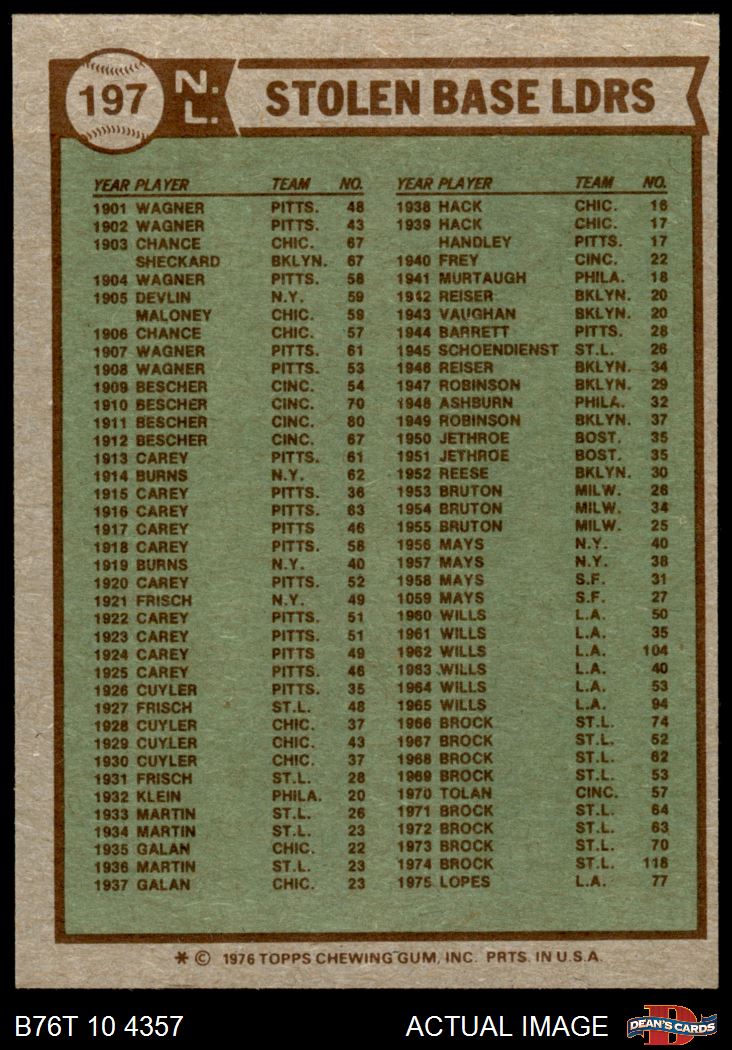 197 N.L. STOLEN BASE LDRS
YEAR PLAYER TEAM NO.
1901 WAGNER PITTS. 48
1902 WAGNER PITTS. 43
1903 CHANCE CHIC. 67
SHECKARD BKLYN. 67
1904 WAGNER PITTS. 58
1905 DEVLIN N.Y. 59
MALONEY CHIC. 59
1906 CHANCE CHIC. 57
1907 WAGNER PITTS. 61
1908 WAGNER PITTS. 53
1909 BESCHER CINC. 54
1910 BESCHER CINC. 70
1911 BESCHER CINC. 80
1912 BESCHER CINC. 67
1913 CAREY PITTS. 61
1914 BURNS N.Y. 62
1915 CAREY PITTS. 36
1916 CAREY PITTS. 63
1917 CAREY PITTS. 46
1918 CAREY PITTS. 58
1919 BURNS N.Y. 40
1920 CAREY PITTS. 52
1921 FRISCH N.Y. 49
1922 CAREY PITTS. 51
1923 CAREY PITTS. 51
1924 CAREY PITTS 49
1925 CAREY PITTS. 46
1926 CUYLER PITTS. 35
1927 FRISCH ST.L. 48
1928 CUYLER CHIC. 37
1929 CUYLER CHIC. 43
1930 CUYLER CHIC. 37
1931 FRISCH ST.L. 28
1932 KLEIN PHILA. 20
1933 MARTIN ST.L. 26
1934 MARTIN ST.L. 23
1935 GALAN CHIC. 22
1936 MARTIN ST.L. 23
1937 GALAN CHIC. 23
YEAR PLAYER TEAM NO.
1938 HACK CHIC. 16
1939 HACK CHIC. 17
HANDLEY PITTS. 17
1940 FREY CINC. 22
1941 MURTAUGH PHILA. 18
1942 REISER BKLYN. 20
1943 VAUGHAN BKLYN. 20
1944 BARRETT PITTS. 28
1945 SCHOENDIENST ST.L. 26
1946 REISER BKLYN. 34
1947 ROBINSON BKLYN. 29
1948 ASHBURN PHILA. 32
1949 ROBINSON BKLYN. 37
1950 JETHROE BOST. 35
1951 JETHROE BOST. 35
1952 REESE BKLYN. 30
1953 BRUTON MILW. 26
1954 BRUTON MILW. 34
1955 BRUTON MILW. 25
1956 MAYS N.Y. 40
1957 MAYS N.Y. 38
1958 MAYS S.F. 31
1059 MAYS S.F. 27
1960 WILLS L.A. 50
1961 WILLS L.A. 35
1962 WILLS L.A. 104
1963 WILLS L.A. 40
1964 WILLS L.A. 53
1965 WILLS L.A. 94
1966 BROCK ST.L. 74
1967 BROCK ST.L. 52
1968 BROCK ST.L. 62
1969 BROCK ST.L. 53
1970 TOLAN CINC. 57
1971 BROCK ST.L. 64
1972 BROCK ST.L. 63
1973 BROCK ST.L. 70
1974 BROCK ST.L. 118
1975 LOPES L.A. 77
* © 1976 TOPPS CHEWING GUM, INC. PRTS. IN U.S.A.
B76T 10 4357 ACTUAL IMAGE DEAN'S CARDS